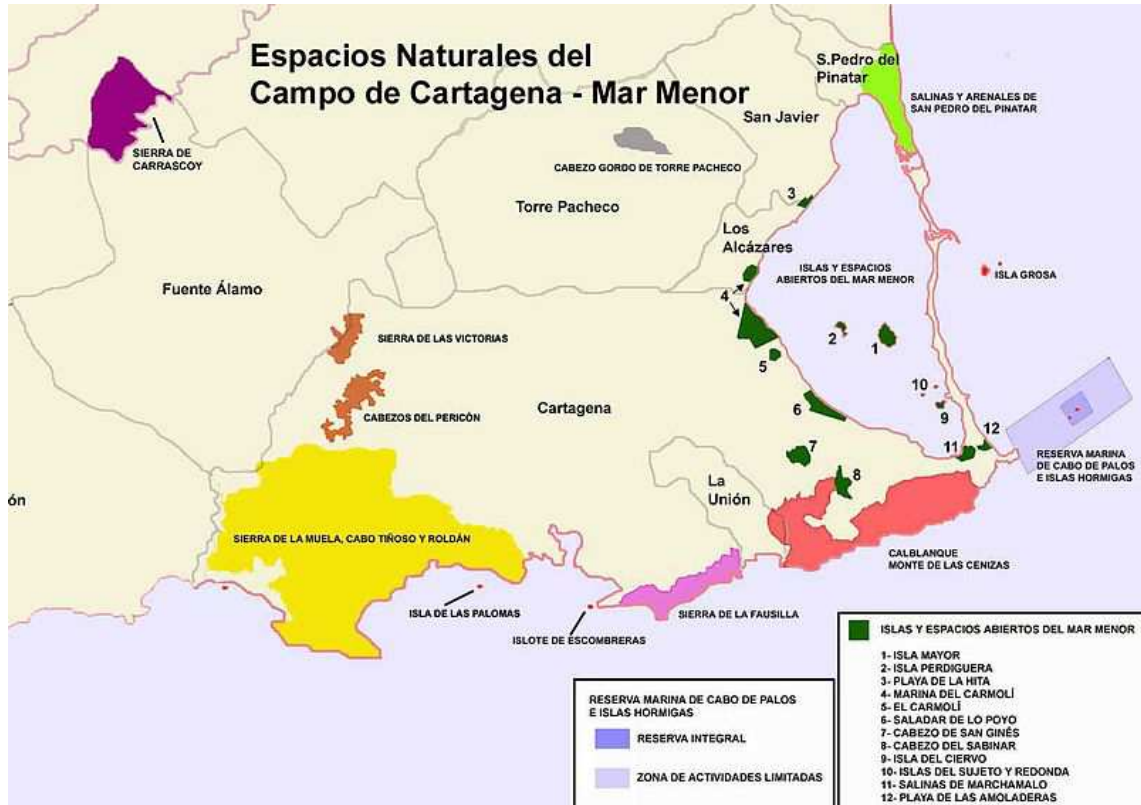 Espacios Naturales del
Campo de Cartagena - Mar Menor
S.Pedro del
Pinatar
SALINAS Y ARENALES DE
SAN PEDRO DEL PINATAR
San Javier
SIERRA DE
CARRASCOY
CABEZO GORDO DE TORRE PACHECO
3
Torre Pacheco
Los
Alcázares
ISLAS Y ESPACIOS
ABIERTOS DEL MAR MENOR
ISLA GROSA
Fuente Álamo
4
SIERRA DE LAS VICTORIAS
2
1
5
10
CABEZOS DEL PERICÓN
Cartagena
6
9
12
11
7
RESERVA MARINA
DE CABO DE PALOS
E ISLAS HORMIGAS
8
La
Unión
ón
SIERRA DE LA MUELA, CABO TIÑOSO Y ROLDÁN
CALBLANQUE
MONTE DE LAS CENIZAS
ISLA DE LAS PALOMAS
SIERRA DE LA FAUSILLA
ISLOTE DE ESCOMBRERAS
RESERVA MARINA DE CABO DE PALOS
E ISLAS HORMIGAS
RESERVA INTEGRAL
ZONA DE ACTIVIDADES LIMITADAS
ISLAS Y ESPACIOS ABIERTOS DEL MAR MENOR
1- ISLA MAYOR
2- ISLA PERDIGUERA
3- PLAYA DE LA HITA
4- MARINA DEL CARMOLÍ
5- EL CARMOLÍ
6- SALADAR DE LO POYO
7- CABEZO DE SAN GINÉS
8- CABEZO DEL SABINAR
9- ISLA DEL CIERVO
10- ISLAS DEL SUJETO Y REDONDA
11- SALINAS DE MARCHAMALO
12- PLAYA DE LAS AMOLADERAS